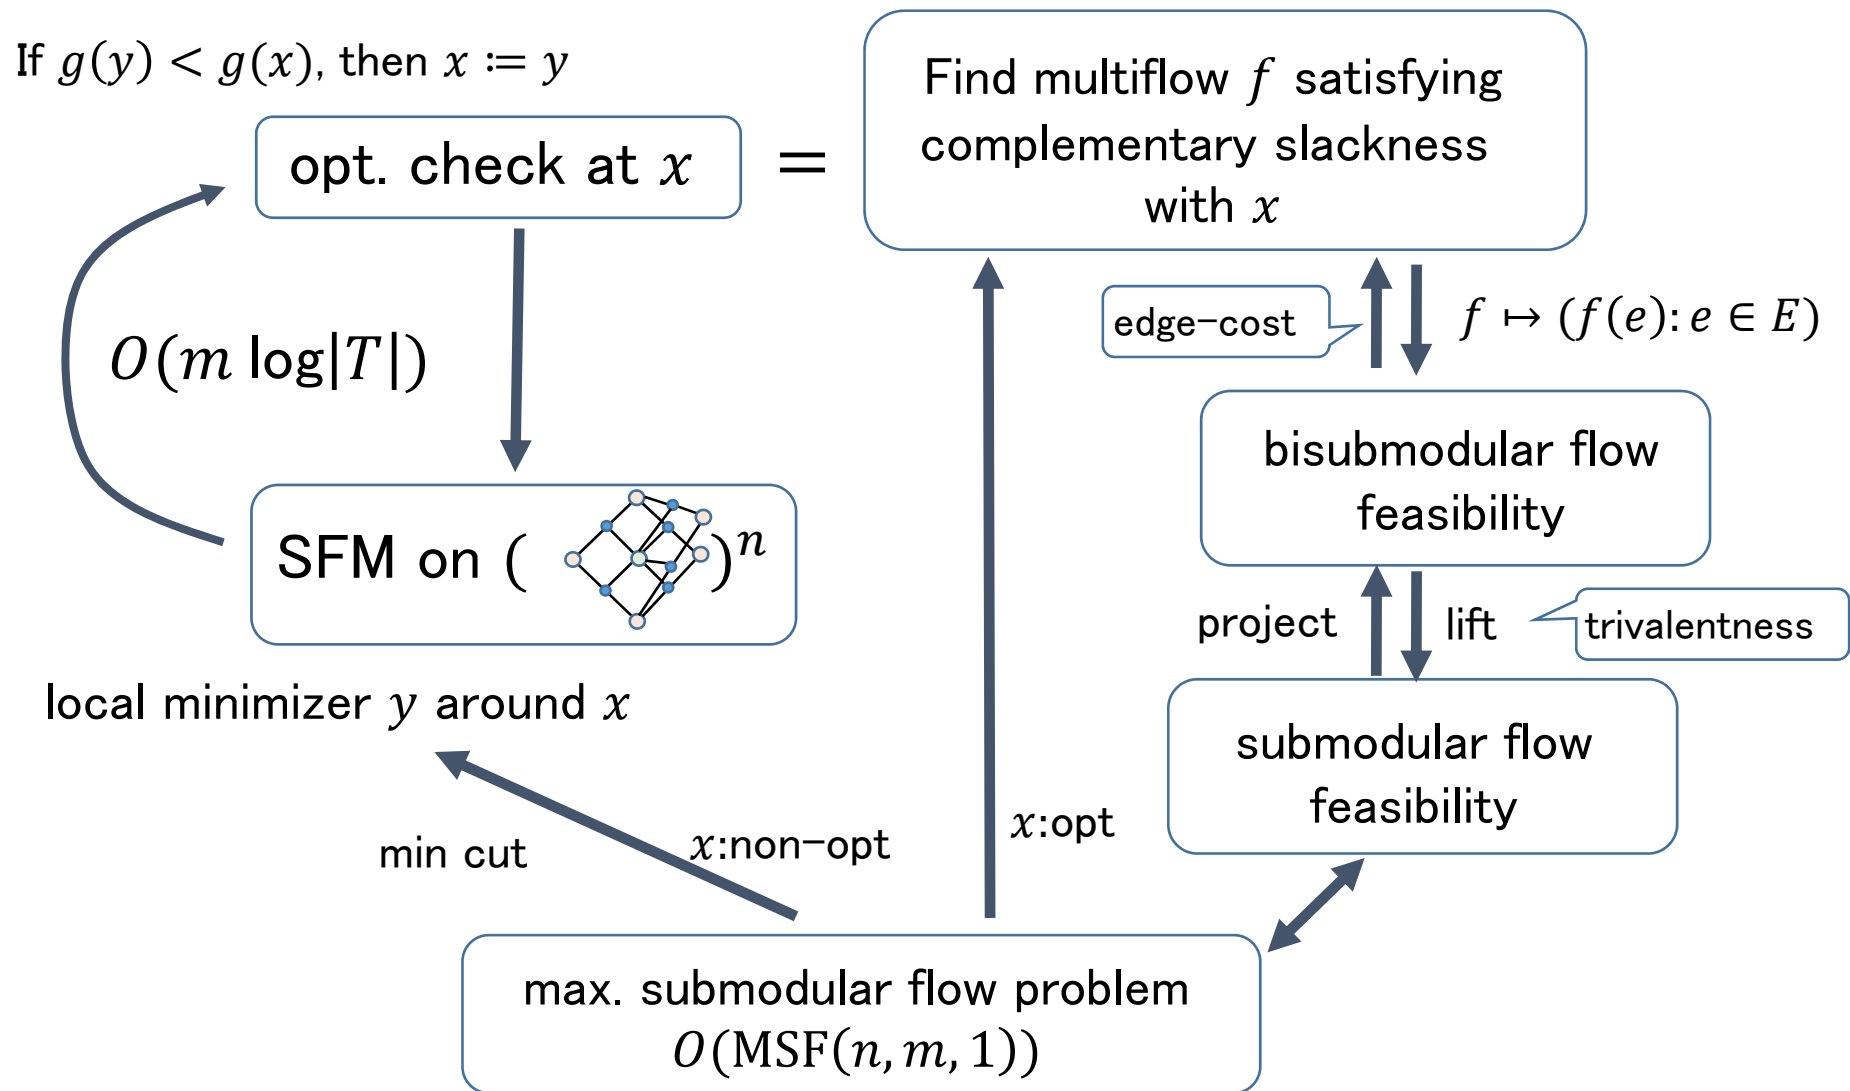 If g(y) < g(x), then x ≔ y
opt. check at x
=
Find multiflow f satisfying
complementary slackness
with x
O(m log|T|)
edge-cost
f ↦ (f(e): e ∈ E)
bisubmodular flow
feasibility
SFM on ( )ⁿ
project
lift
trivalentness
local minimizer y around x
submodular flow
feasibility
min cut
x:non-opt
x:opt
max. submodular flow problem
O(MSF(n, m, 1))